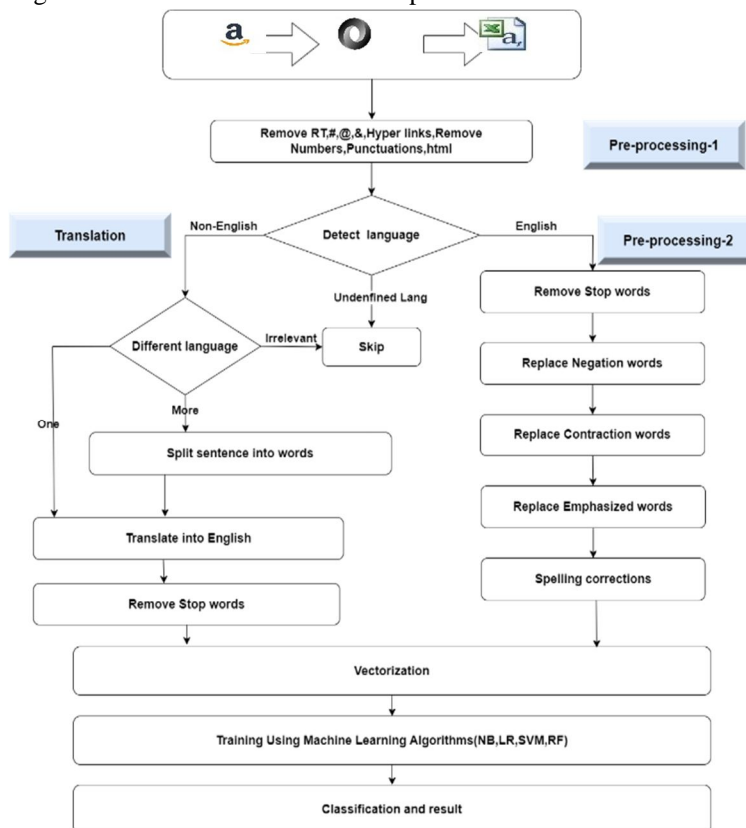 Remove RT,#,@,&,Hyper links,Remove
Numbers,Punctuations,html
Pre-processing-1
Translation
Non-English
Detect language
English
Pre-processing-2
Undenfined Lang
Remove Stop words
Different language
Irrelevant
Skip
Replace Negation words
More
One
Replace Contraction words
Split sentence into words
Replace Emphasized words
Translate into English
Spelling corrections
Remove Stop words
Vectorization
Training Using Machine Learning Algorithms(NB,LR,SVM,RF)
Classification and result